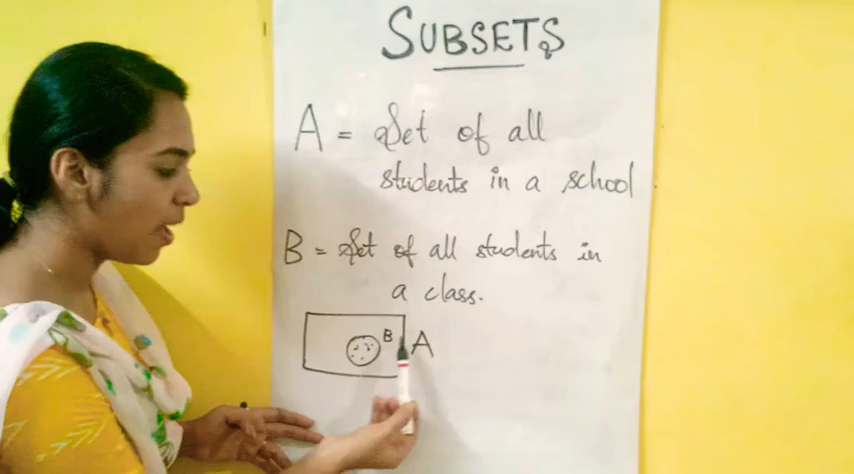 SUBSETS
A = Set of all
students in a school
B = Set of all students in
a class.
B
A